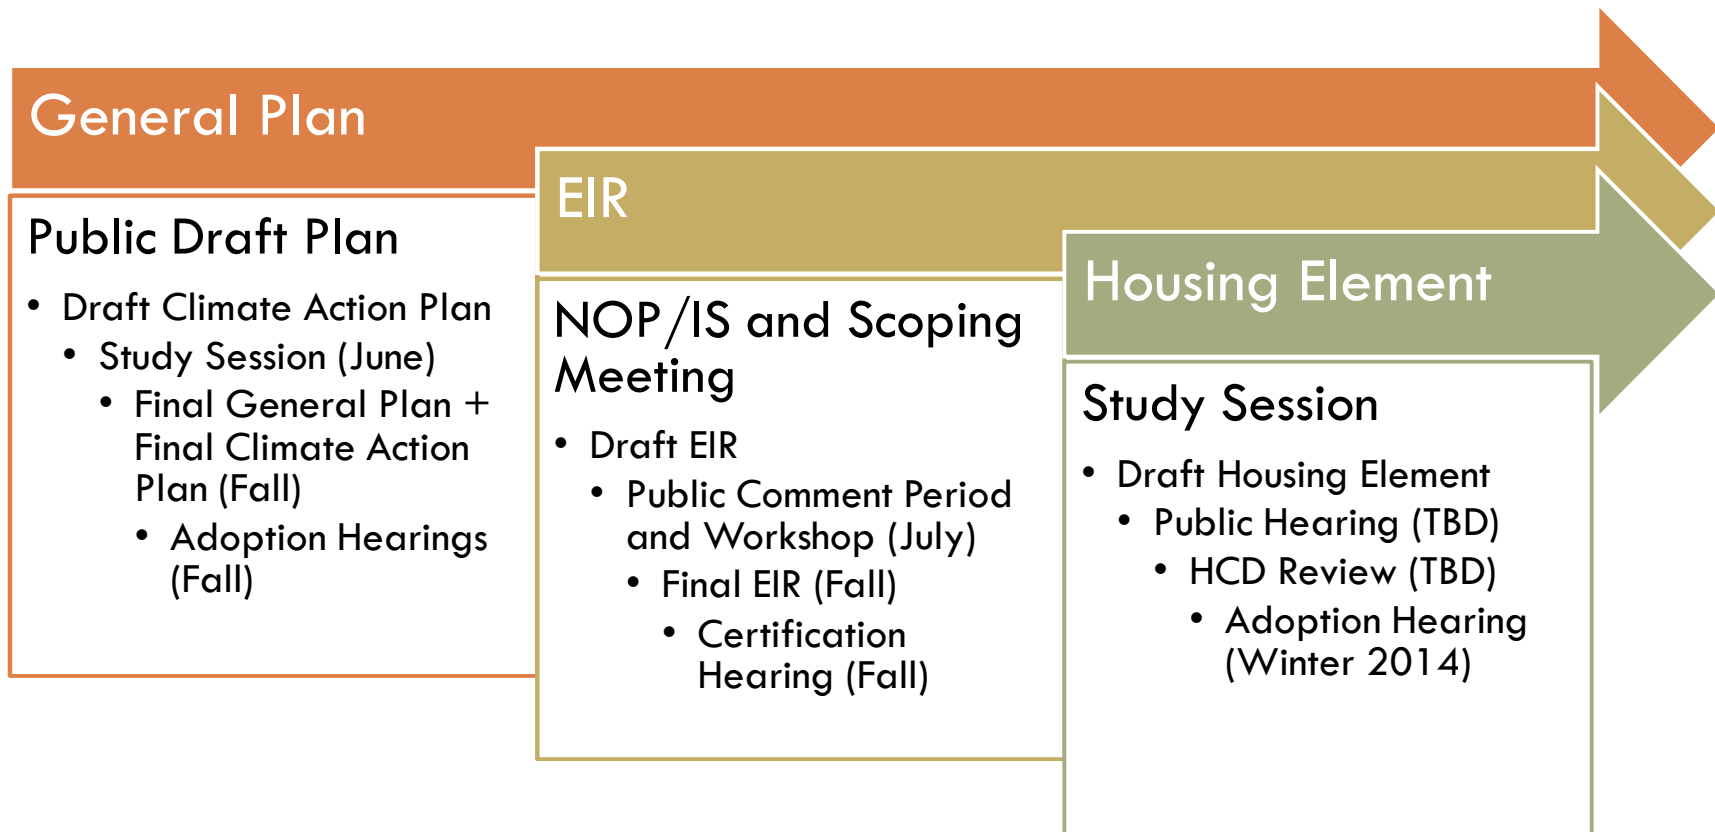 General Plan
Public Draft Plan
• Draft Climate Action Plan
• Study Session (June)
• Final General Plan +
Final Climate Action
Plan (Fall)
• Adoption Hearings
(Fall)
EIR
NOP/IS and Scoping
Meeting
• Draft EIR
• Public Comment Period
and Workshop (July)
• Final EIR (Fall)
• Certification
Hearing (Fall)
Housing Element
Study Session
• Draft Housing Element
• Public Hearing (TBD)
• HCD Review (TBD)
• Adoption Hearing
(Winter 2014)